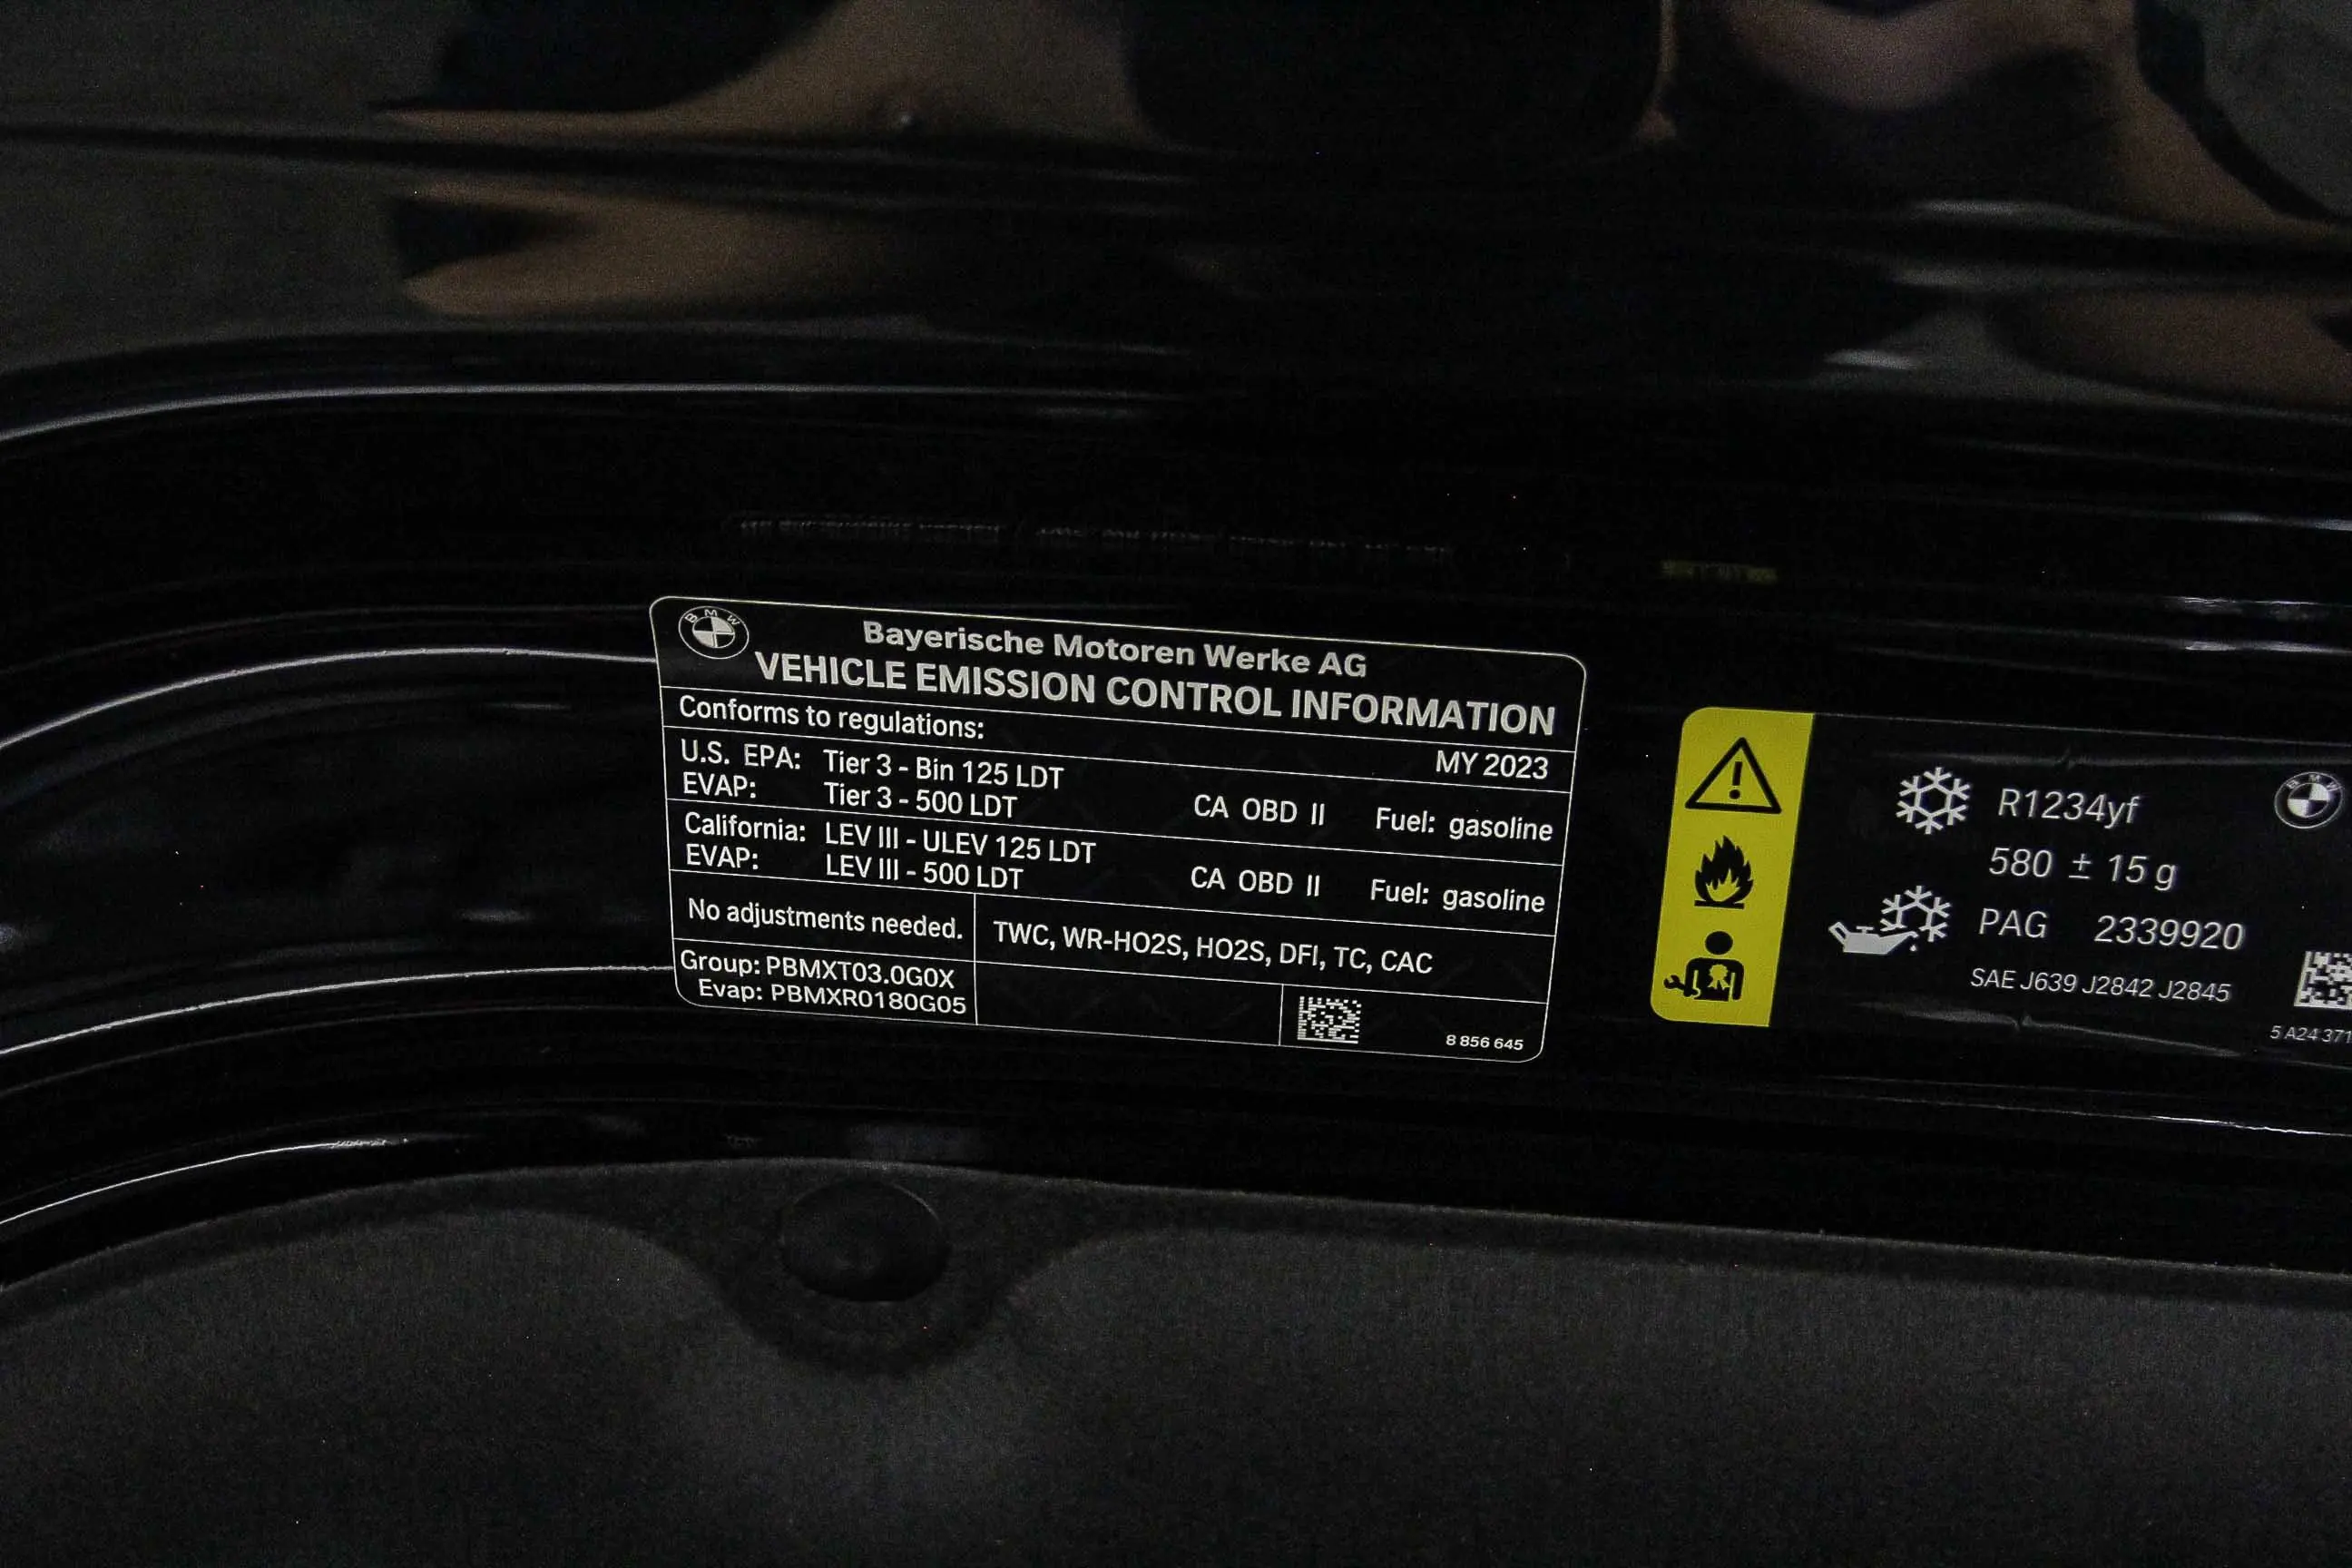 BMW
Bayerische Motoren Werke AG
VEHICLE EMISSION CONTROL INFORMATION
Conforms to regulations:
MY 2023
U.S. EPA: Tier 3 - Bin 125 LDT
EVAP: Tier 3 - 500 LDT
CA OBD II Fuel: gasoline
California: LEV III - ULEV 125 LDT
EVAP: LEV III - 500 LDT
CA OBD II Fuel: gasoline
No adjustments needed.
TWC, WR-HO2S, HO2S, DFI, TC, CAC
Group: PBMXT03.0G0X
Evap: PBMXR0180G05
8 856 645
BMW
R1234yf
580 ± 15 g
PAG 2339920
SAE J639 J2842 J2845
5 A24 371